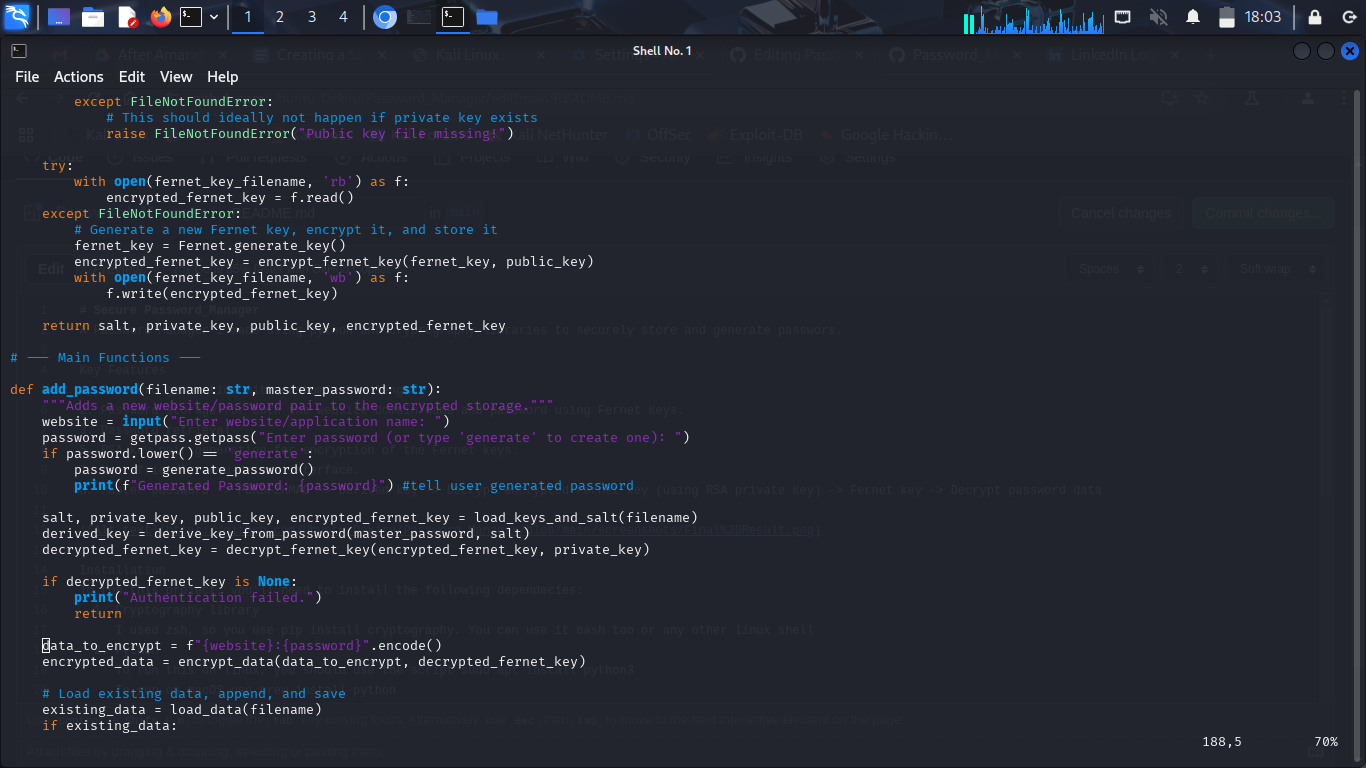 1 2 3 4 18:03
Shell No. 1
File Actions Edit View Help
except FileNotFoundError:
# This should ideally not happen if private key exists
raise FileNotFoundError("Public key file missing!")
try:
with open(fernet_key_filename, 'rb') as f:
encrypted_fernet_key = f.read()
except FileNotFoundError:
# Generate a new Fernet key, encrypt it, and store it
fernet_key = Fernet.generate_key()
encrypted_fernet_key = encrypt_fernet_key(fernet_key, public_key)
with open(fernet_key_filename, 'wb') as f:
f.write(encrypted_fernet_key)
return salt, private_key, public_key, encrypted_fernet_key
# --- Main Functions ---
def add_password(filename: str, master_password: str):
"""Adds a new website/password pair to the encrypted storage."""
website = input("Enter website/application name: ")
password = getpass.getpass("Enter password (or type 'generate' to create one): ")
if password.lower() == 'generate':
password = generate_password()
print(f"Generated Password: {password}") #tell user generated password
salt, private_key, public_key, encrypted_fernet_key = load_keys_and_salt(filename)
derived_key = derive_key_from_password(master_password, salt)
decrypted_fernet_key = decrypt_fernet_key(encrypted_fernet_key, private_key)
if decrypted_fernet_key is None:
print("Authentication failed.")
return
data_to_encrypt = f"{website}:{password}".encode()
encrypted_data = encrypt_data(data_to_encrypt, decrypted_fernet_key)
# Load existing data, append, and save
existing_data = load_data(filename)
if existing_data:
188,5 70%